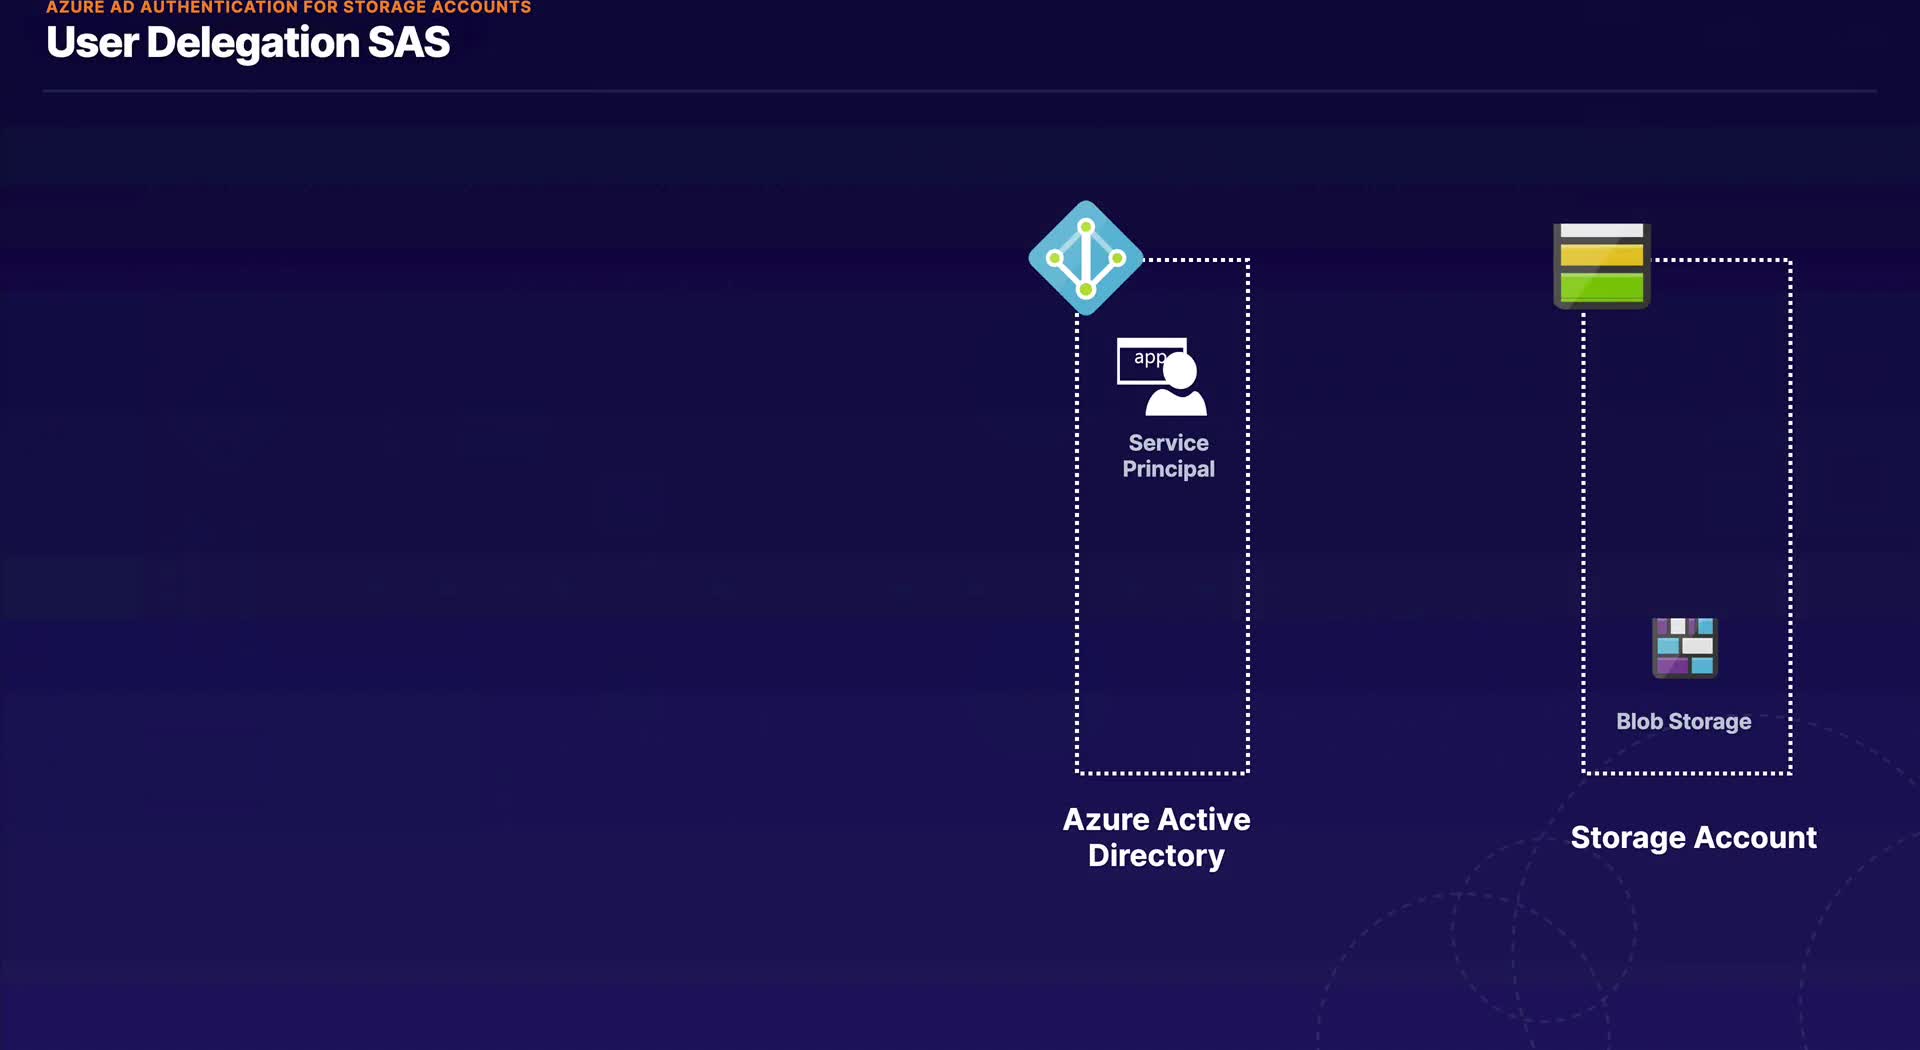 AZURE AD AUTHENTICATION FOR STORAGE ACCOUNTS
User Delegation SAS
app
Service
Principal
Blob Storage
Azure Active
Directory
Storage Account